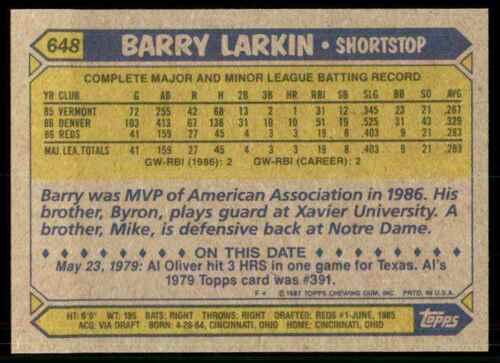 648 BARRY LARKIN • SHORTSTOP
COMPLETE MAJOR AND MINOR LEAGUE BATTING RECORD
YR CLUB G AB R H 2B 3B HR RBI SB SLG BB SO AVG
85 VERMONT 72 255 42 68 13 2 1 31 12 .345 23 21 .267
86 DENVER 103 413 67 136 31 10 10 51 19 .525 31 43 .329
86 REDS 41 159 27 45 4 3 3 19 8 .403 9 21 .283
MAJ. LEA. TOTALS 41 159 27 45 4 3 3 19 8 .403 9 21 .283
GW-RBI (1986): 2 GW-RBI (CAREER): 2
Barry was MVP of American Association in 1986. His
brother, Byron, plays guard at Xavier University. A
brother, Mike, is defensive back at Notre Dame.
ON THIS DATE
May 23, 1979: Al Oliver hit 3 HRS in one game for Texas. Al's
1979 Topps card was #391.
F* © 1987 TOPPS CHEWING GUM, INC. PRTD. IN U.S.A.
HT: 6'0" WT: 185 BATS: RIGHT THROWS: RIGHT DRAFTED: REDS #1-JUNE, 1985
ACQ: VIA DRAFT BORN: 4-28-64, CINCINNATI, OHIO HOME: CINCINNATI, OHIO
topps